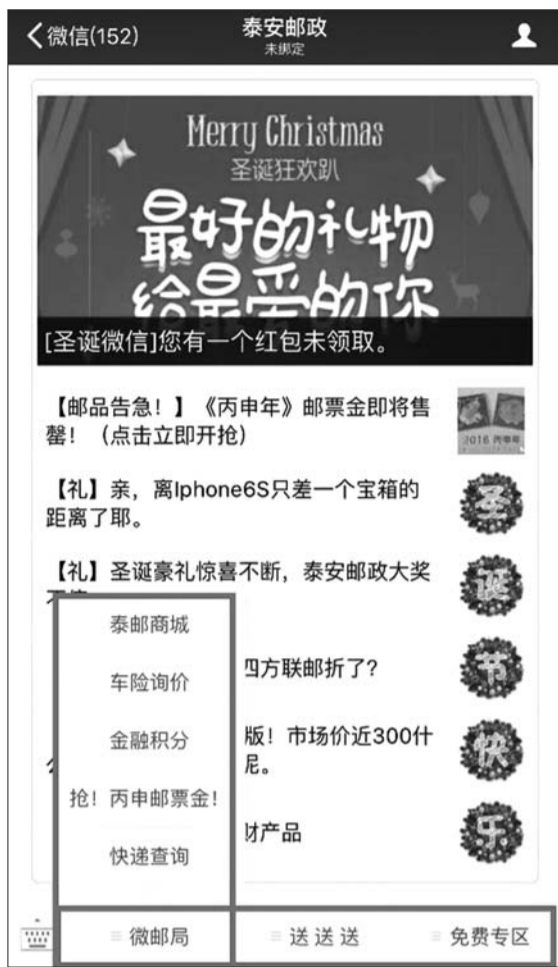 微信(152)
泰安邮政
未绑定
Merry Christmas
圣诞狂欢趴
最好的礼物
给最爱的你
[圣诞微信]您有一个红包未领取。
【邮品告急！】《丙申年》邮票金即将售
罄！（点击立即开抢）
2016 丙申年
【礼】亲，离Iphone6S只差一个宝箱的
距离了耶。
圣
【礼】圣诞豪礼惊喜不断，泰安邮政大奖
诞
四方联邮折了？
节
版！市场价近300什
呢。
快
财产品
乐
泰邮商城
车险询价
金融积分
抢！丙申邮票金！
快递查询
微邮局
送送送
免费专区